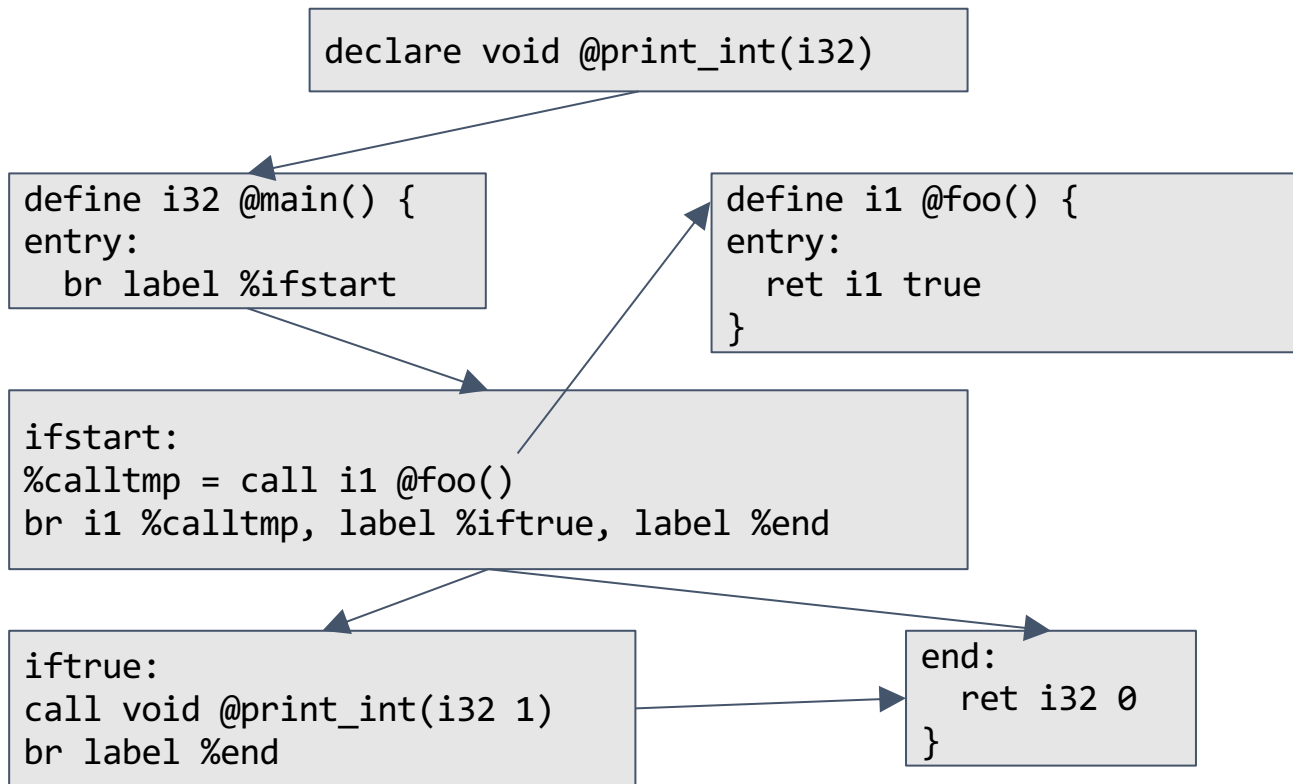 declare void @print_int(i32)
define i32 @main() {
entry:
  br label %ifstart
define i1 @foo() {
entry:
  ret i1 true
}
ifstart:
%calltmp = call i1 @foo()
br i1 %calltmp, label %iftrue, label %end
iftrue:
call void @print_int(i32 1)
br label %end
end:
  ret i32 0
}